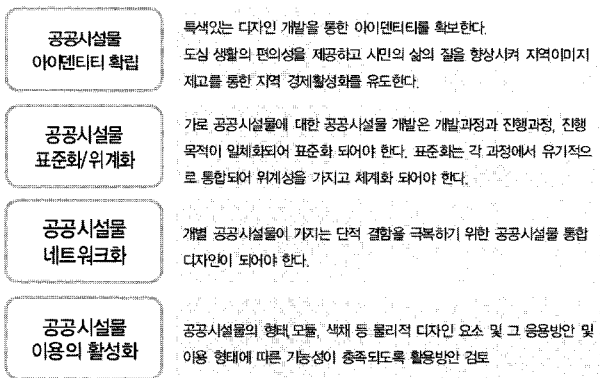 공공시설물
아이덴티티 확립
특색있는 디자인 개발을 통한 아이덴티티를 확보한다.
도심 생활의 편의성을 제공하고 시민의 삶의 질을 향상시켜 지역이미지
제고를 통한 지역 경제활성화를 유도한다.
공공시설물
표준화/위계화
가로 공공시설물에 대한 공공시설물 개발은 개발과정과 진행과정, 진행
목적이 일체화되어 표준화 되어야 한다. 표준화는 각 과정에서 유기적으
로 통합되어 위계성을 가지고 체계화 되어야 한다.
공공시설물
네트워크화
개별 공공시설물이 가지는 단적 결함을 극복하기 위한 공공시설물 통합
디자인이 되어야 한다.
공공시설물
이용의 활성화
공공시설물의 형태, 모듈, 색채 등 물리적 디자인 요소 및 그 응용방안 및
이용 형태에 따른 기능성이 충족되도록 활용방안 검토